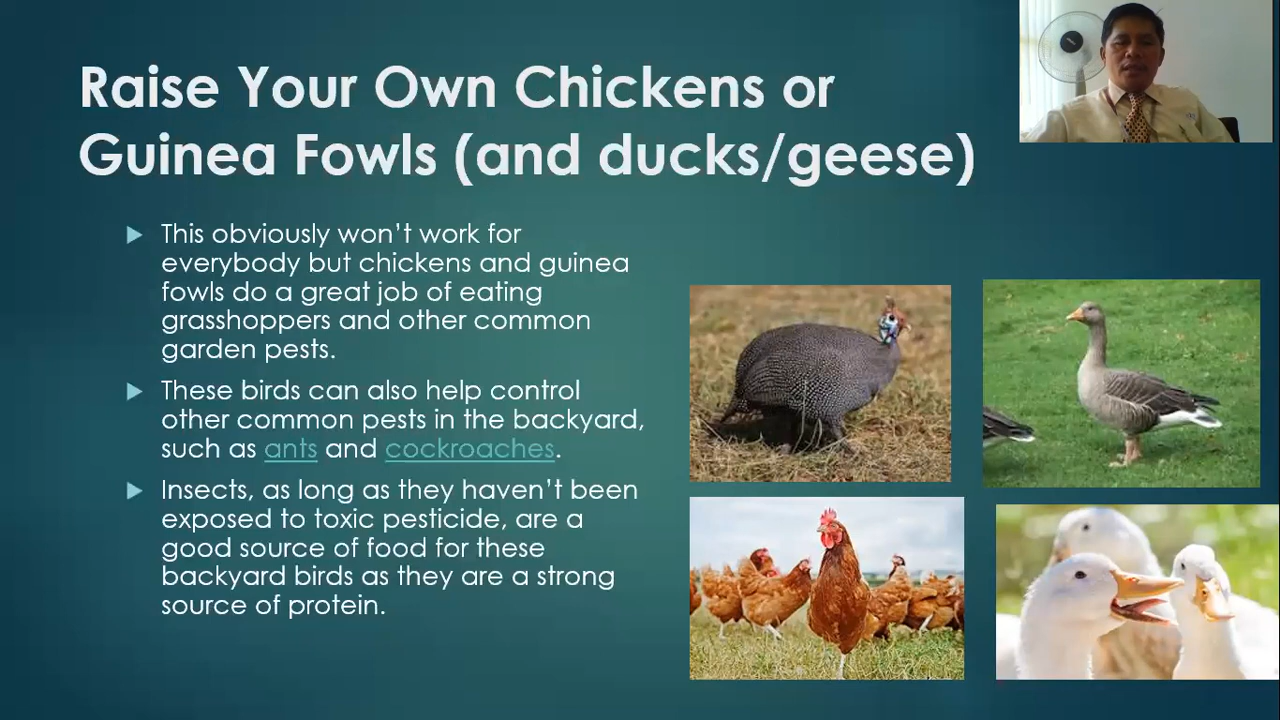 Raise Your Own Chickens or
Guinea Fowls (and ducks/geese)
This obviously won’t work for
everybody but chickens and guinea
fowls do a great job of eating
grasshoppers and other common
garden pests.
These birds can also help control
other common pests in the backyard,
such as ants and cockroaches.
Insects, as long as they haven’t been
exposed to toxic pesticide, are a
good source of food for these
backyard birds as they are a strong
source of protein.